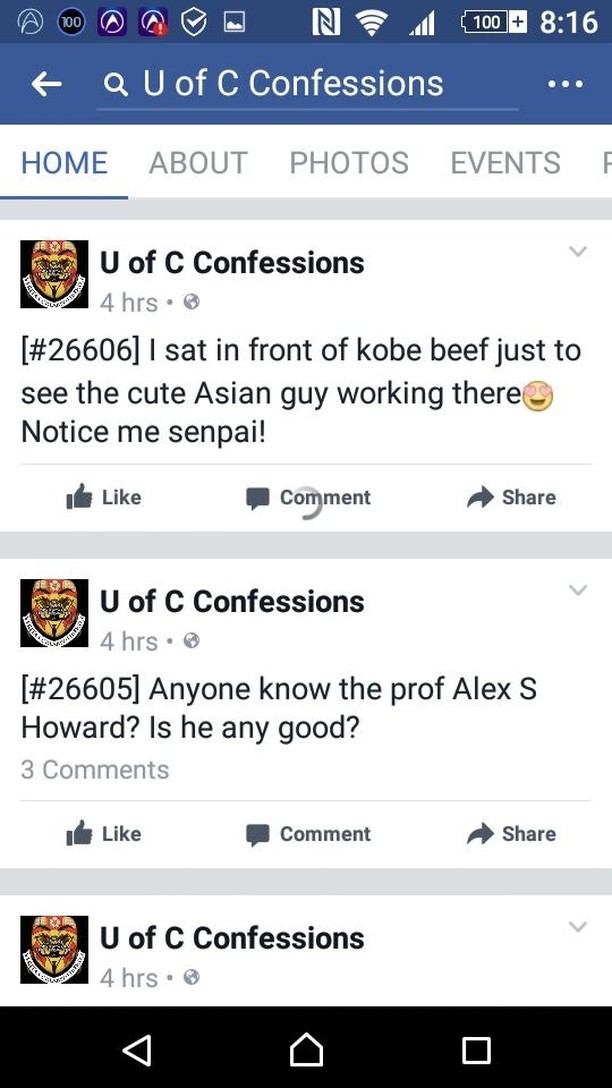 100
100
8:16
U of C Confessions
HOME ABOUT PHOTOS EVENTS
U of C Confessions
4 hrs •
[#26606] I sat in front of kobe beef just to
see the cute Asian guy working there😍
Notice me senpai!
Like Comment Share
U of C Confessions
4 hrs •
[#26605] Anyone know the prof Alex S
Howard? Is he any good?
3 Comments
Like Comment Share
U of C Confessions
4 hrs •